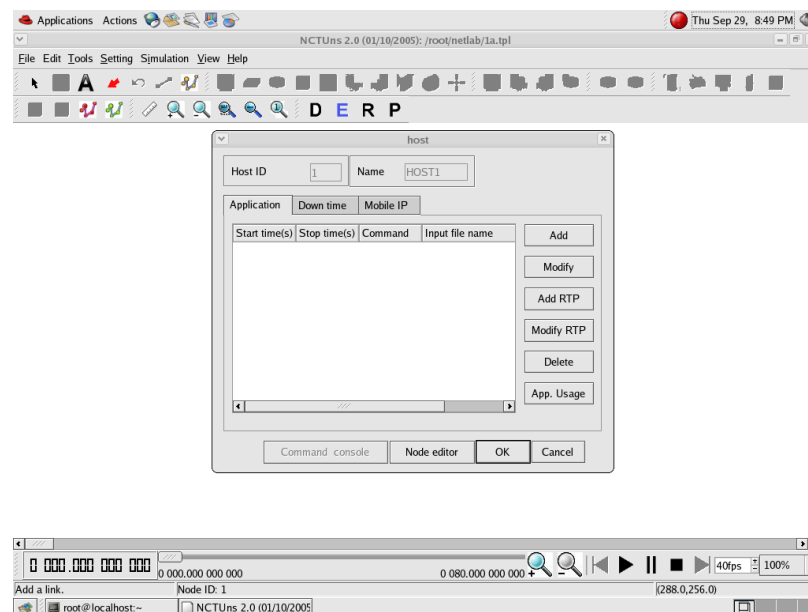 Applications Actions Thu Sep 29, 8:49 PM
NCTUns 2.0 (01/10/2005): /root/netlab/1a.tpl
File Edit Tools Setting Simulation View Help
A
D E R P
host
Host ID 1 Name HOST1
Application Down time Mobile IP
Start time(s) Stop time(s) Command Input file name
Add
Modify
Add RTP
Modify RTP
Delete
App. Usage
Command console Node editor OK Cancel
0 000.000 000 000 0 000.000 000 000 0 080.000 000 000 40fps 100%
Add a link. Node ID: 1 (288.0,256.0)
root@localhost:~ NCTUns 2.0 (01/10/2005